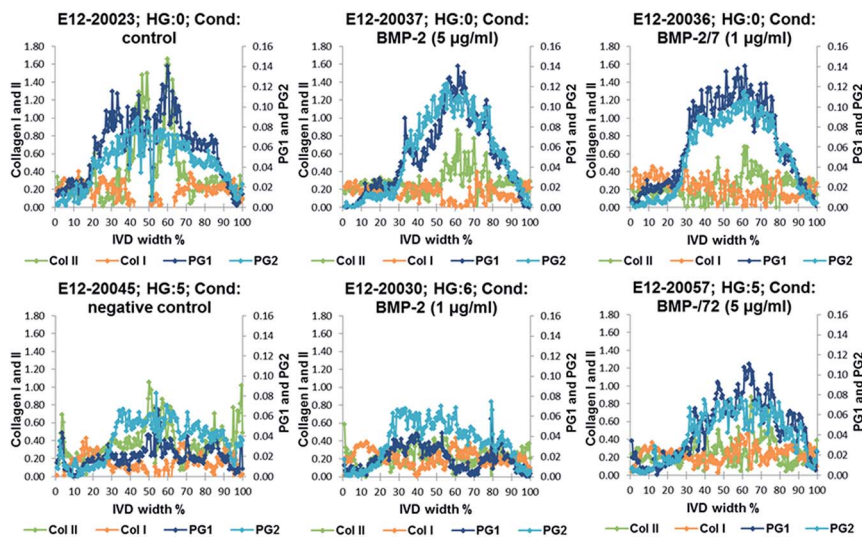 E12-20023; HG:0; Cond:
control
Collagen I and II
1.80
1.60
1.40
1.20
1.00
0.80
0.60
0.40
0.20
0.00
0.16
0.14
0.12
0.10
0.08
0.06
0.04
0.02
0.00
PG1 and PG2
0 10 20 30 40 50 60 70 80 90 100
IVD width %
Col II Col I PG1 PG2
E12-20037; HG:0; Cond:
BMP-2 (5 µg/ml)
Collagen I and II
1.80
1.60
1.40
1.20
1.00
0.80
0.60
0.40
0.20
0.00
0.16
0.14
0.12
0.10
0.08
0.06
0.04
0.02
0.00
PG1 and PG2
0 10 20 30 40 50 60 70 80 90 100
IVD width %
Col II Col I PG1 PG2
E12-20036; HG:0; Cond:
BMP-2/7 (1 µg/ml)
Collagen I and II
1.80
1.60
1.40
1.20
1.00
0.80
0.60
0.40
0.20
0.00
0.16
0.14
0.12
0.10
0.08
0.06
0.04
0.02
0.00
PG1 and PG2
0 10 20 30 40 50 60 70 80 90 100
IVD width %
Col II Col I PG1 PG2
E12-20045; HG:5; Cond:
negative control
Collagen I and II
1.80
1.60
1.40
1.20
1.00
0.80
0.60
0.40
0.20
0.00
0.16
0.14
0.12
0.10
0.08
0.06
0.04
0.02
0.00
PG1 and PG2
0 10 20 30 40 50 60 70 80 90 100
IVD width %
Col II Col I PG1 PG2
E12-20030; HG:6; Cond:
BMP-2 (1 µg/ml)
Collagen I and II
1.80
1.60
1.40
1.20
1.00
0.80
0.60
0.40
0.20
0.00
0.16
0.14
0.12
0.10
0.08
0.06
0.04
0.02
0.00
PG1 and PG2
0 10 20 30 40 50 60 70 80 90 100
IVD width %
Col II Col I PG1 PG2
E12-20057; HG:5; Cond:
BMP-/72 (5 µg/ml)
Collagen I and II
1.80
1.60
1.40
1.20
1.00
0.80
0.60
0.40
0.20
0.00
0.16
0.14
0.12
0.10
0.08
0.06
0.04
0.02
0.00
PG1 and PG2
0 10 20 30 40 50 60 70 80 90 100
IVD width %
Col II Col I PG1 PG2